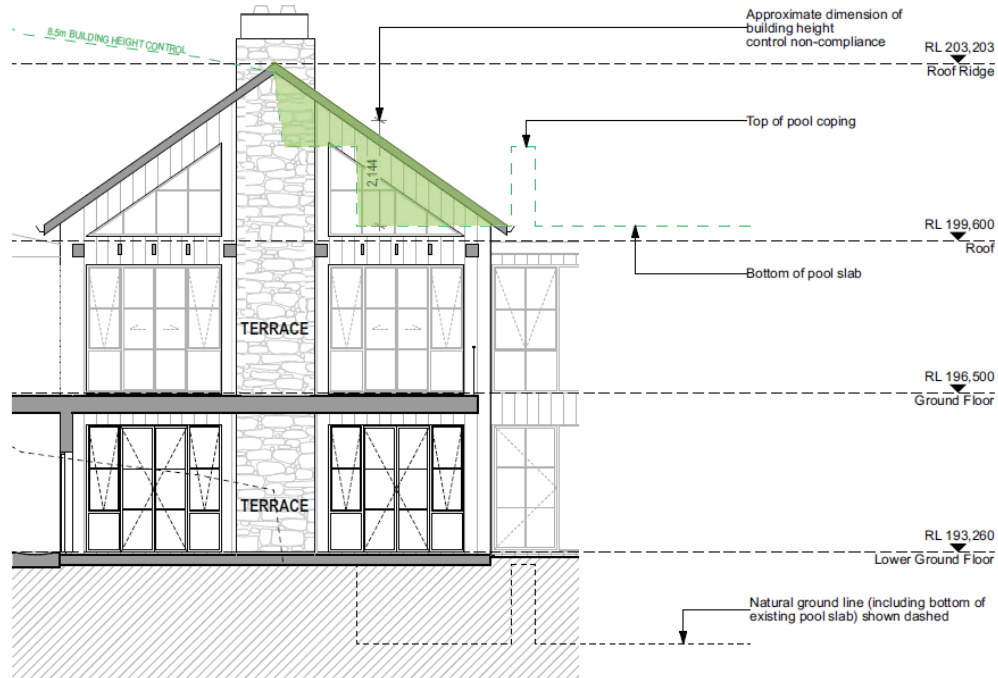 8.5m BUILDING HEIGHT CONTROL
Approximate dimension of
building height
control non-compliance
RL 203,203
Roof Ridge
Top of pool coping
2,144
RL 199,600
Roof
Bottom of pool slab
TERRACE
RL 196,500
Ground Floor
TERRACE
RL 193,260
Lower Ground Floor
Natural ground line (including bottom of
existing pool slab) shown dashed